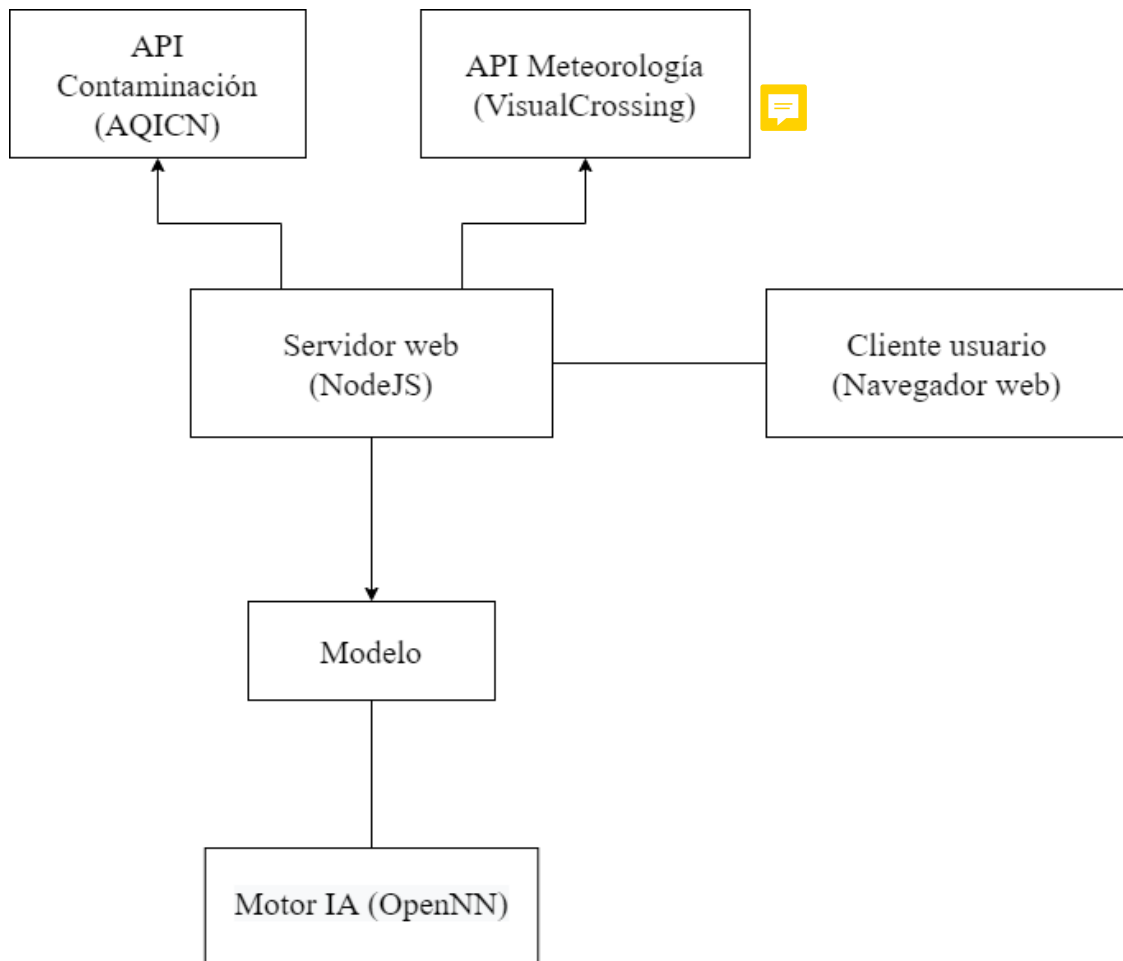 API
Contaminación
(AQICN)
API Meteorología
(VisualCrossing)
Servidor web
(NodeJS)
Cliente usuario
(Navegador web)
Modelo
Motor IA (OpenNN)